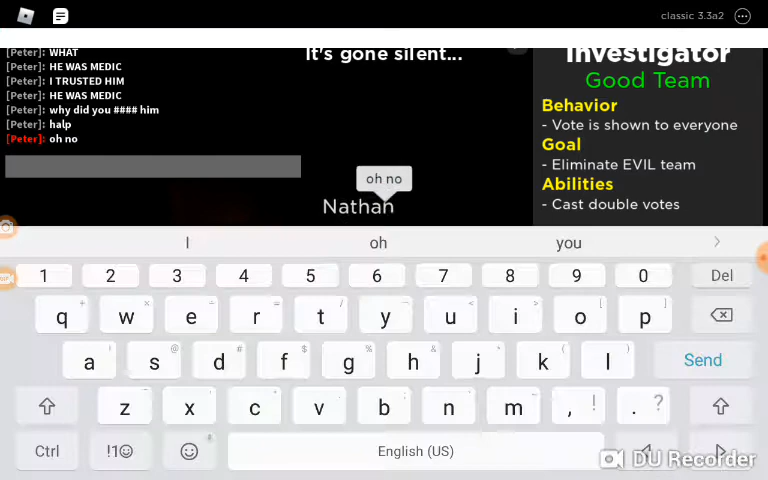 classic 3.3a2
[Peter]: WHAT
[Peter]: HE WAS MEDIC
[Peter]: I TRUSTED HIM
[Peter]: HE WAS MEDIC
[Peter]: why did you #### him
[Peter]: halp
[Peter]: oh no
It's gone silent...
oh no
Nathan
Investigator
Good Team
Behavior
- Vote is shown to everyone
Goal
- Eliminate EVIL team
Abilities
- Cast double votes
I oh you
1 2 3 4 5 6 7 8 9 0 Del
q w e r t y u i o p
a s d f g h j k l Send
z x c v b n m , ! . ?
Ctrl !1☺ English (US)
DU Recorder